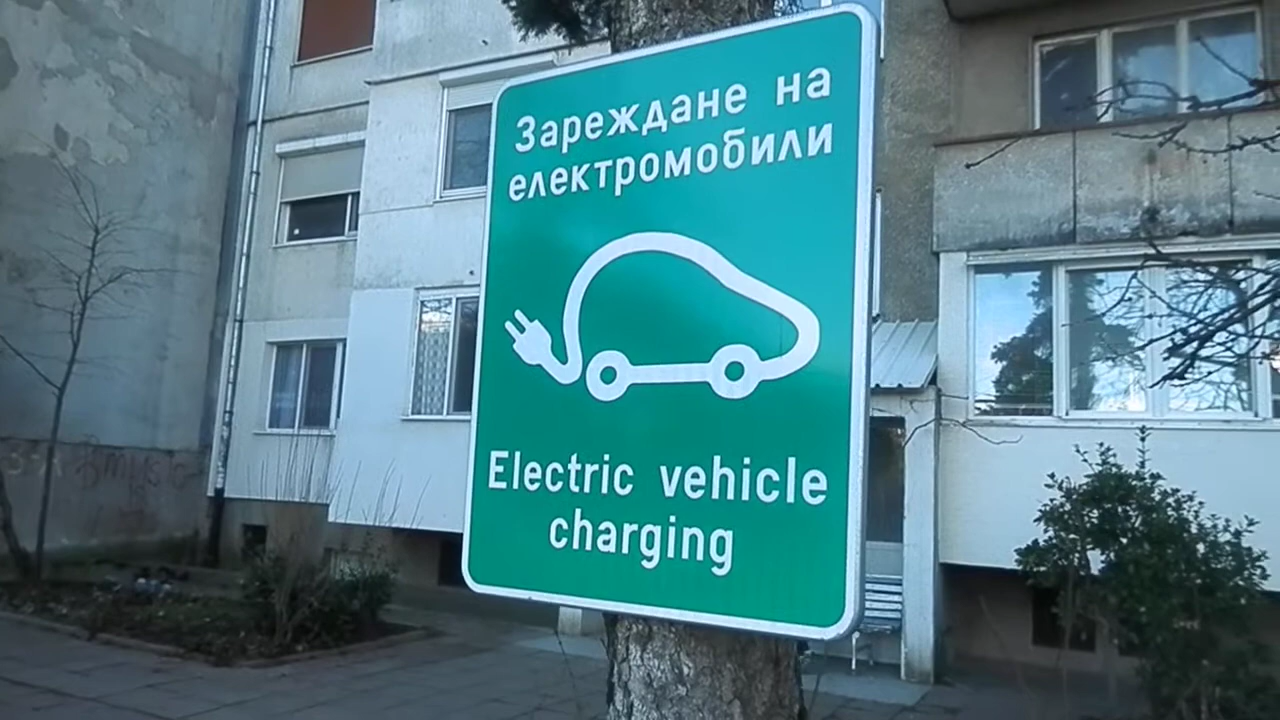 Зареждане на
електромобили
Electric vehicle
charging